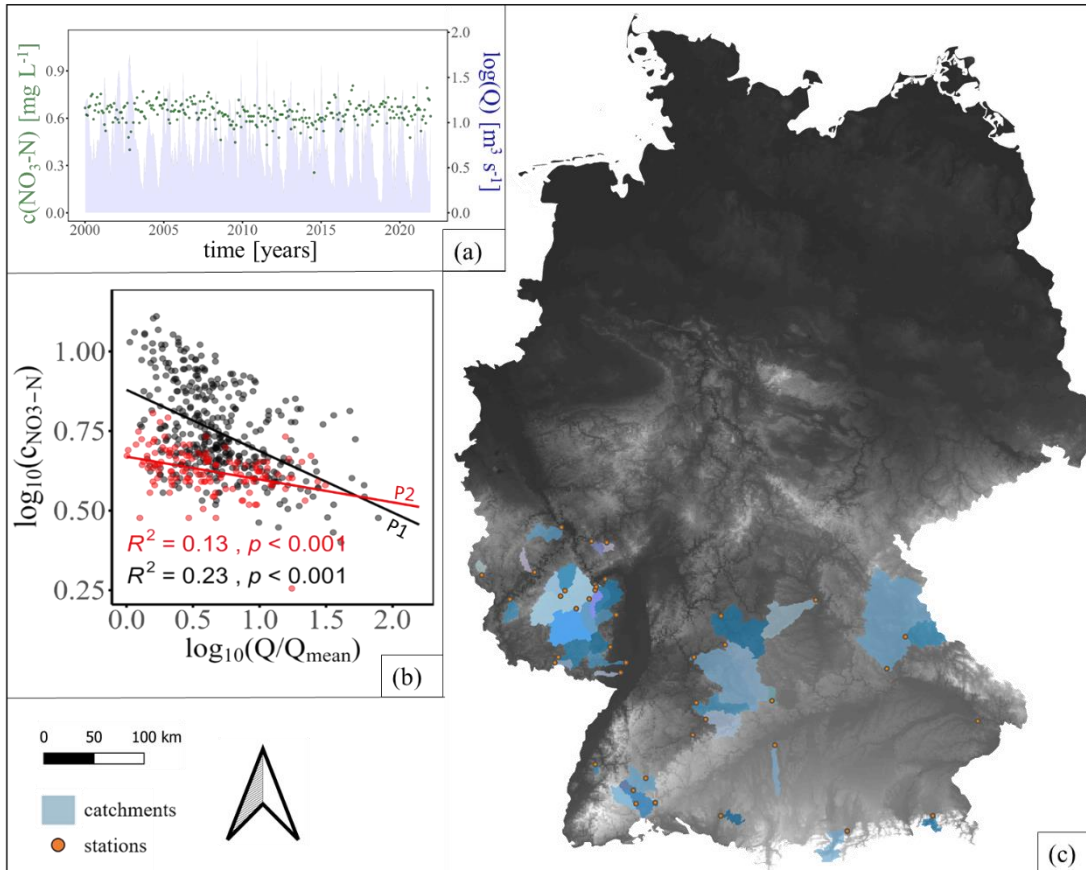 c(NO₃-N) [mg L⁻¹]
0.9
0.6
0.3
0.0
2.0
1.5
1.0
0.5
0.0
log(Q) [m³ s⁻¹]
2000 2005 2010 2015 2020
time [years]
(a)
log₁₀(c_NO3−N)
1.00
0.75
0.50
0.25
P2
P1
R² = 0.13 , p < 0.001
R² = 0.23 , p < 0.001
0.0 0.5 1.0 1.5 2.0
log₁₀(Q/Q_mean)
(b)
0 50 100 km
catchments
stations
(c)